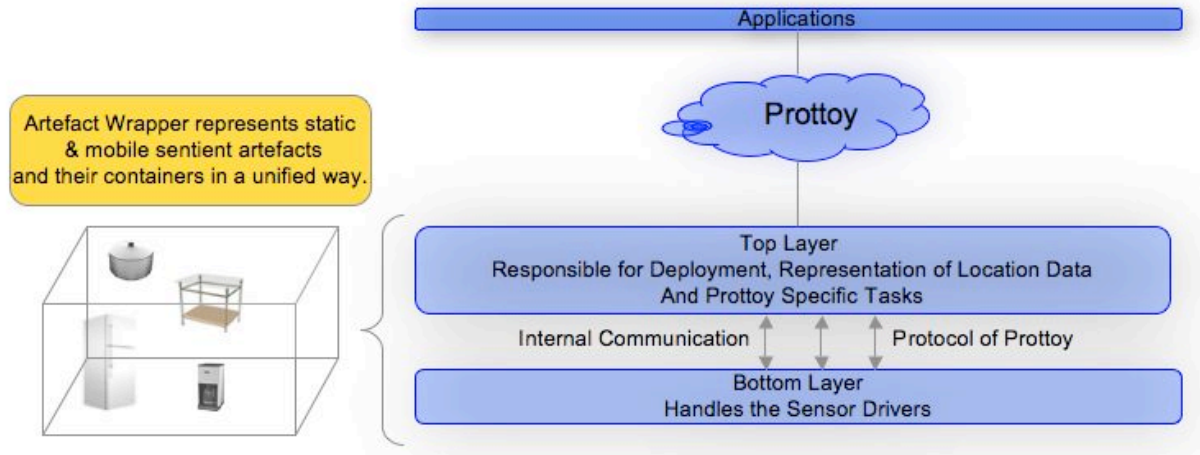 Applications
Prottoy
Artefact Wrapper represents static
& mobile sentient artefacts
and their containers in a unified way.
Top Layer
Responsible for Deployment, Representation of Location Data
And Prottoy Specific Tasks
Internal Communication
Protocol of Prottoy
Bottom Layer
Handles the Sensor Drivers